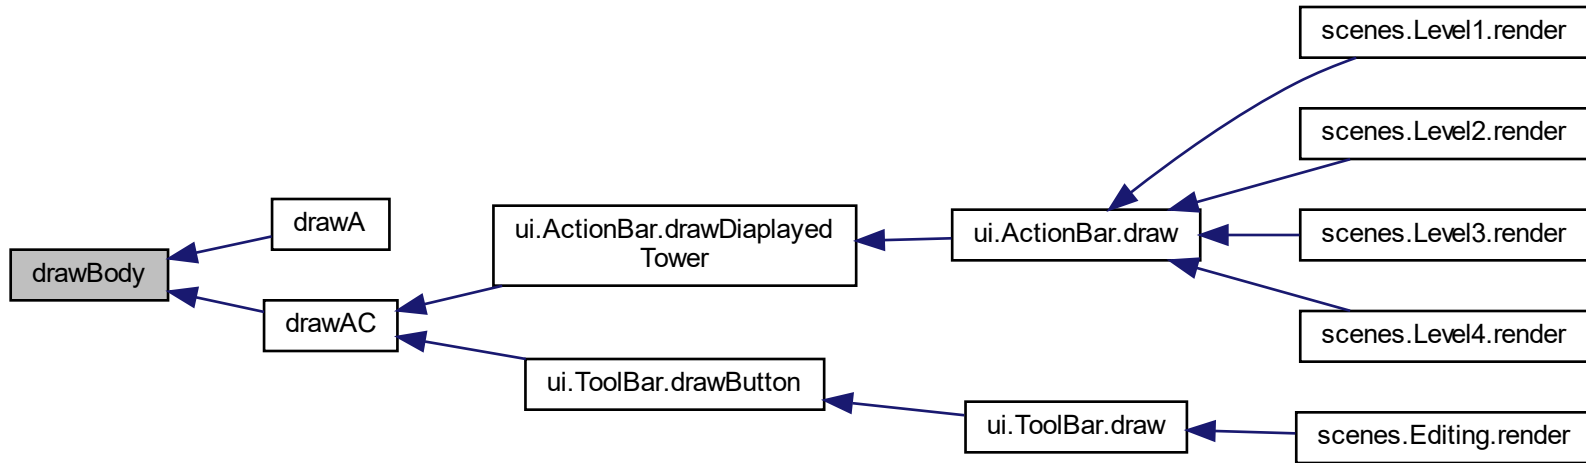 scenes.Level1.render
scenes.Level2.render
drawA
ui.ActionBar.drawDiaplayed
Tower
ui.ActionBar.draw
scenes.Level3.render
drawBody
drawAC
scenes.Level4.render
ui.ToolBar.drawButton
ui.ToolBar.draw
scenes.Editing.render